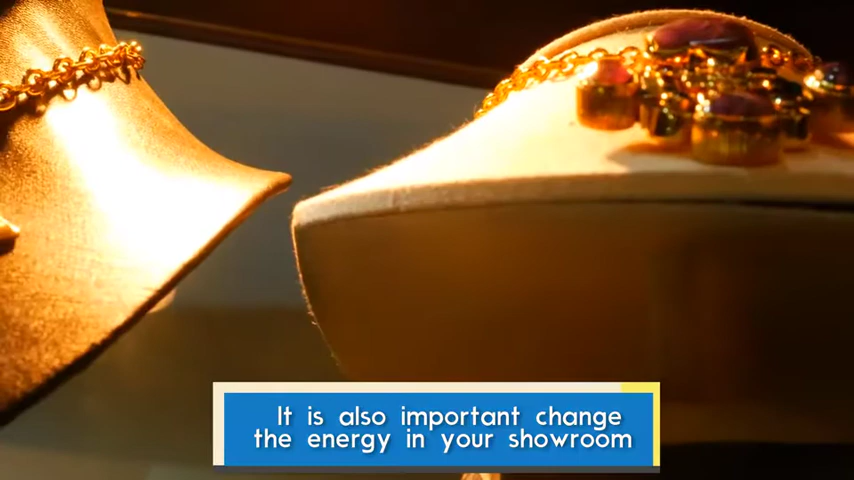 It is also important change
the energy in your showroom